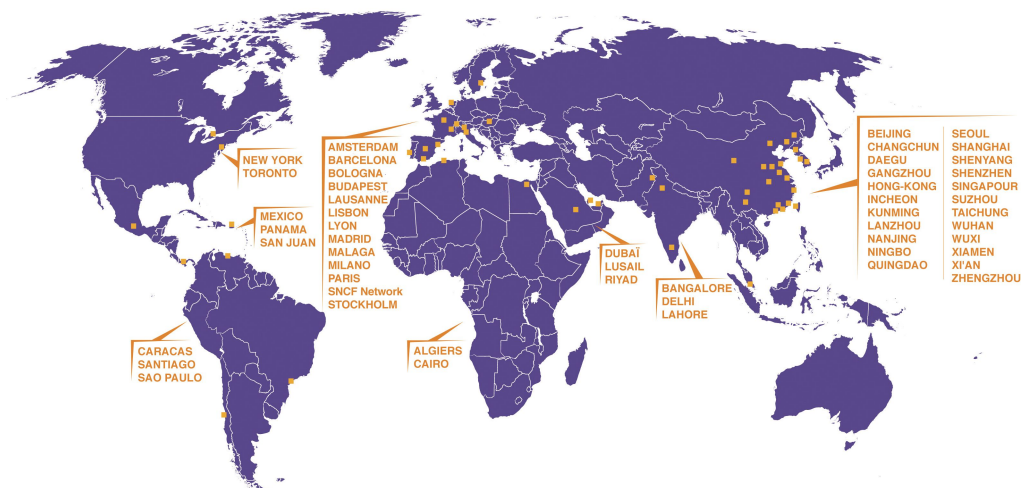 NEW YORK
TORONTO
MEXICO
PANAMA
SAN JUAN
CARACAS
SANTIAGO
SAO PAULO
AMSTERDAM
BARCELONA
BOLOGNA
BUDAPEST
LAUSANNE
LISBON
LYON
MADRID
MALAGA
MILANO
PARIS
SNCF Network
STOCKHOLM
ALGIERS
CAIRO
DUBAÏ
LUSAIL
RIYAD
BANGALORE
DELHI
LAHORE
BEIJING
CHANGCHUN
DAEGU
GANGZHOU
HONG-KONG
INCHEON
KUNMING
LANZHOU
NANJING
NINGBO
QUINGDAO
SEOUL
SHANGHAI
SHENYANG
SHENZHEN
SINGAPOUR
SUZHOU
TAICHUNG
WUHAN
WUXI
XIAMEN
XI'AN
ZHENGZHOU